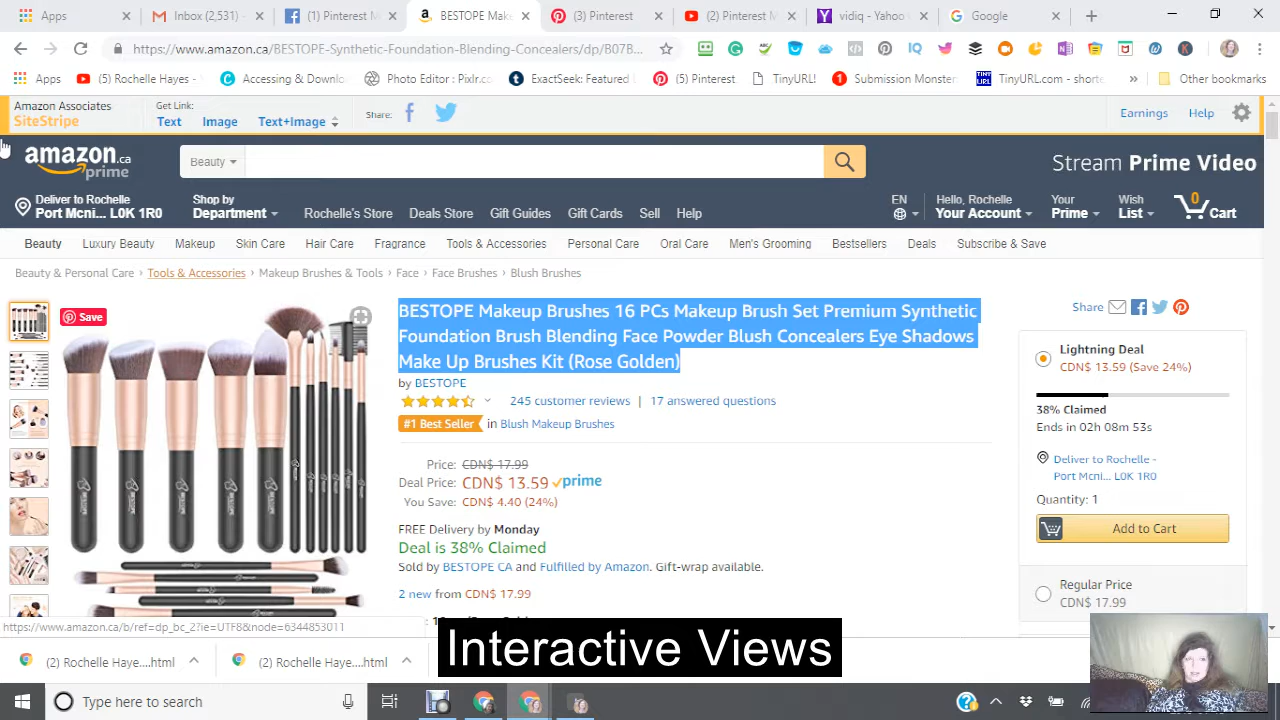 Apps
Inbox (2,531)
(1) Pinterest M
BESTOPE Make
(3) Pinterest
(2) Pinterest M
vidiq - Yahoo
Google
https://www.amazon.ca/BESTOPE-Synthetic-Foundation-Blending-Concealers/dp/B07B...
Apps
(5) Rochelle Hayes -
Accessing & Downlo
Photo Editor : Pixlr.co
ExactSeek: Featured
(5) Pinterest
TinyURL!
Submission Monster
TinyURL.com - shorte
Other bookmarks
Amazon Associates
SiteStripe
Get Link:
Text Image Text+Image
Share:
Earnings Help
amazon.ca
prime
Beauty
Stream Prime Video
Deliver to Rochelle
Port Mcni... L0K 1R0
Shop by
Department
Rochelle's Store Deals Store Gift Guides Gift Cards Sell Help
EN
Hello, Rochelle
Your Account
Your
Prime
Wish
List
0
Cart
Beauty Luxury Beauty Makeup Skin Care Hair Care Fragrance Tools & Accessories Personal Care Oral Care Men's Grooming Bestsellers Deals Subscribe & Save
Beauty & Personal Care › Tools & Accessories › Makeup Brushes & Tools › Face › Face Brushes › Blush Brushes
Save
BESTOPE Makeup Brushes 16 PCs Makeup Brush Set Premium Synthetic
Foundation Brush Blending Face Powder Blush Concealers Eye Shadows
Make Up Brushes Kit (Rose Golden)
by BESTOPE
245 customer reviews | 17 answered questions
#1 Best Seller in Blush Makeup Brushes
Price: CDN$ 17.99
Deal Price: CDN$ 13.59 prime
You Save: CDN$ 4.40 (24%)
FREE Delivery by Monday
Deal is 38% Claimed
Sold by BESTOPE CA and Fulfilled by Amazon. Gift-wrap available.
2 new from CDN$ 17.99
Share
Lightning Deal
CDN$ 13.59 (Save 24%)
38% Claimed
Ends in 02h 08m 53s
Deliver to Rochelle -
Port Mcni... L0K 1R0
Quantity: 1
Add to Cart
Regular Price
CDN$ 17.99
https://www.amazon.ca/b/ref=dp_bc_2?ie=UTF8&node=6344853011
Interactive Views
(2) Rochelle Haye....html
(2) Rochelle Haye....html
Type here to search